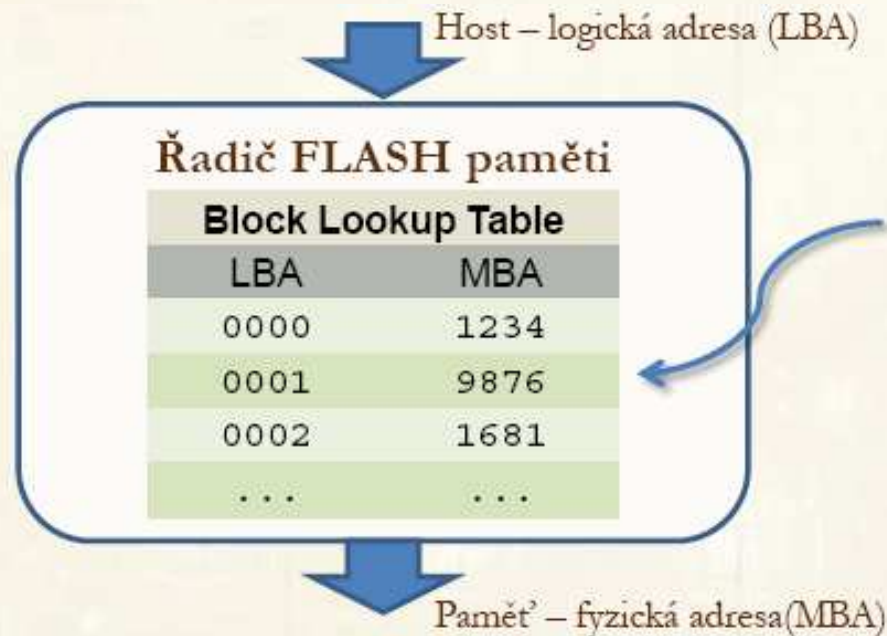 Host – logická adresa (LBA)
Řadič FLASH paměti
Block Lookup Table
LBA MBA
0000 1234
0001 9876
0002 1681
... ...
Paměť – fyzická adresa(MBA)